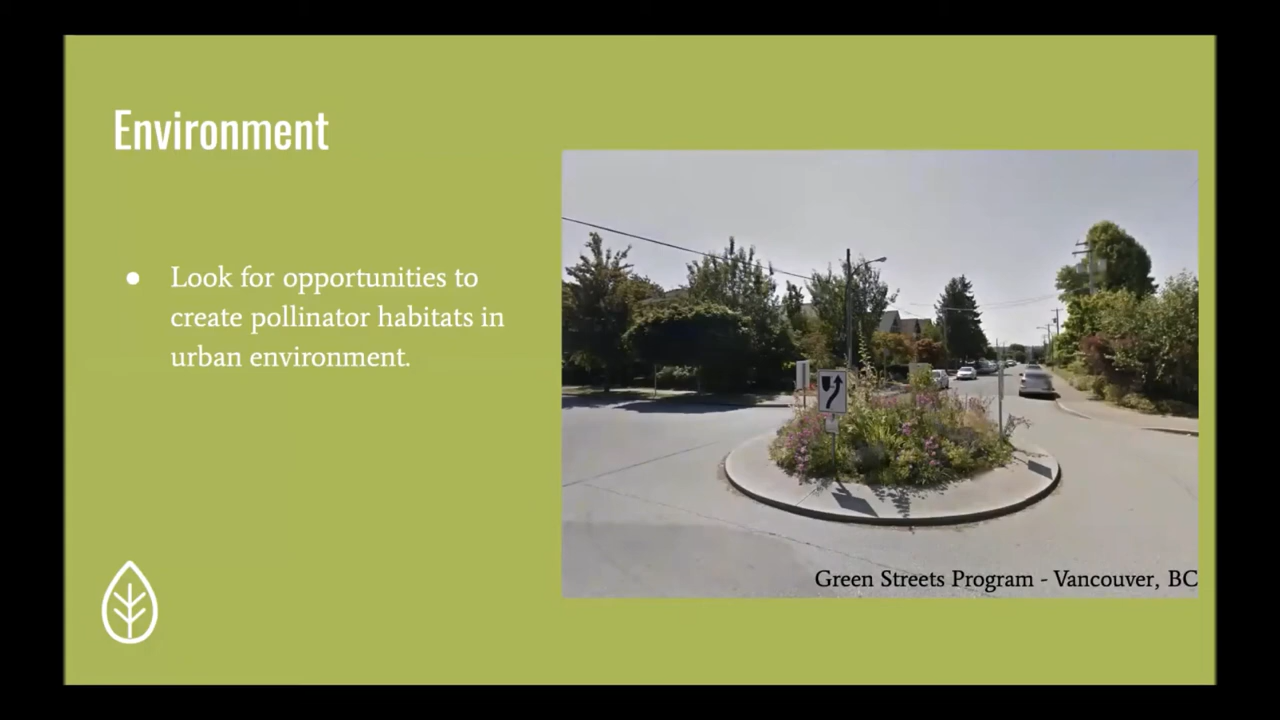 Environment
● Look for opportunities to
create pollinator habitats in
urban environment.
Green Streets Program - Vancouver, BC